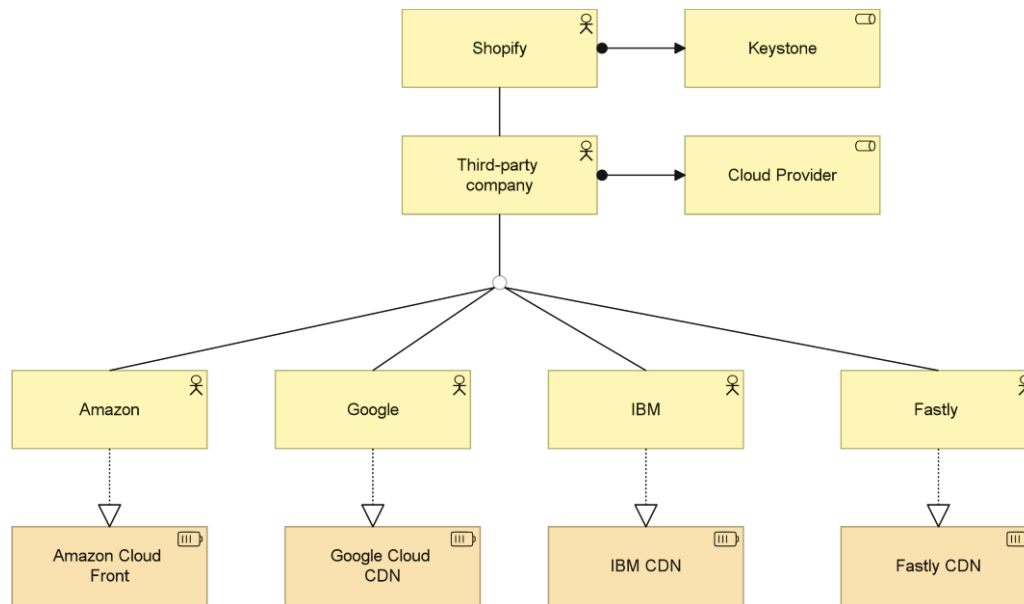 Shopify
Keystone
Third-party
company
Cloud Provider
Amazon
Google
IBM
Fastly
Amazon Cloud
Front
Google Cloud
CDN
IBM CDN
Fastly CDN